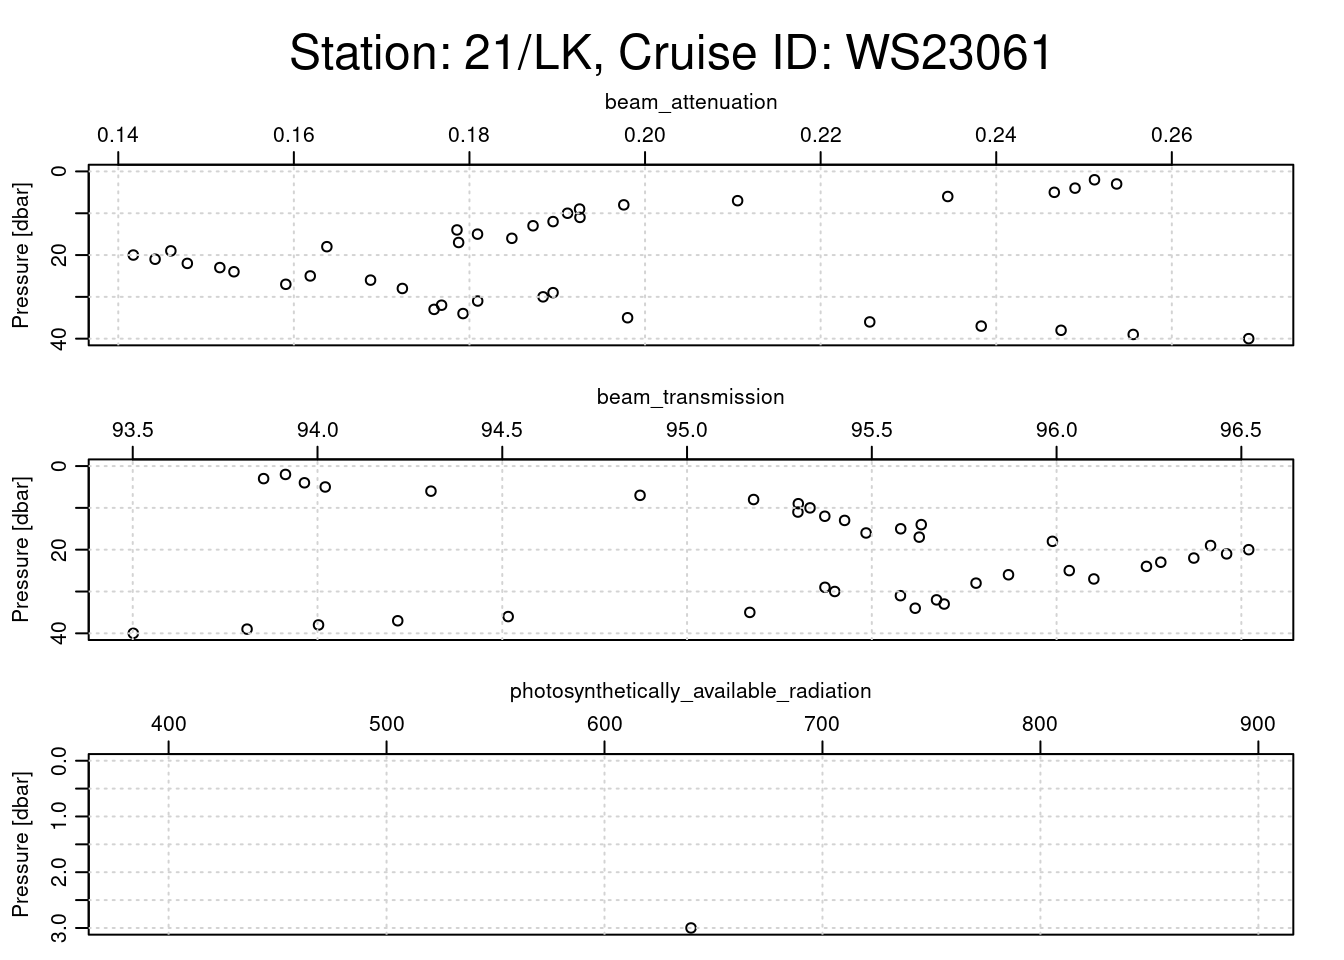 Station: 21/LK, Cruise ID: WS23061
beam_attenuation
0.14 0.16 0.18 0.20 0.22 0.24 0.26
Pressure [dbar]
0
20
40
beam_transmission
93.5 94.0 94.5 95.0 95.5 96.0 96.5
Pressure [dbar]
0
20
40
photosynthetically_available_radiation
400 500 600 700 800 900
Pressure [dbar]
0.0
1.0
2.0
3.0